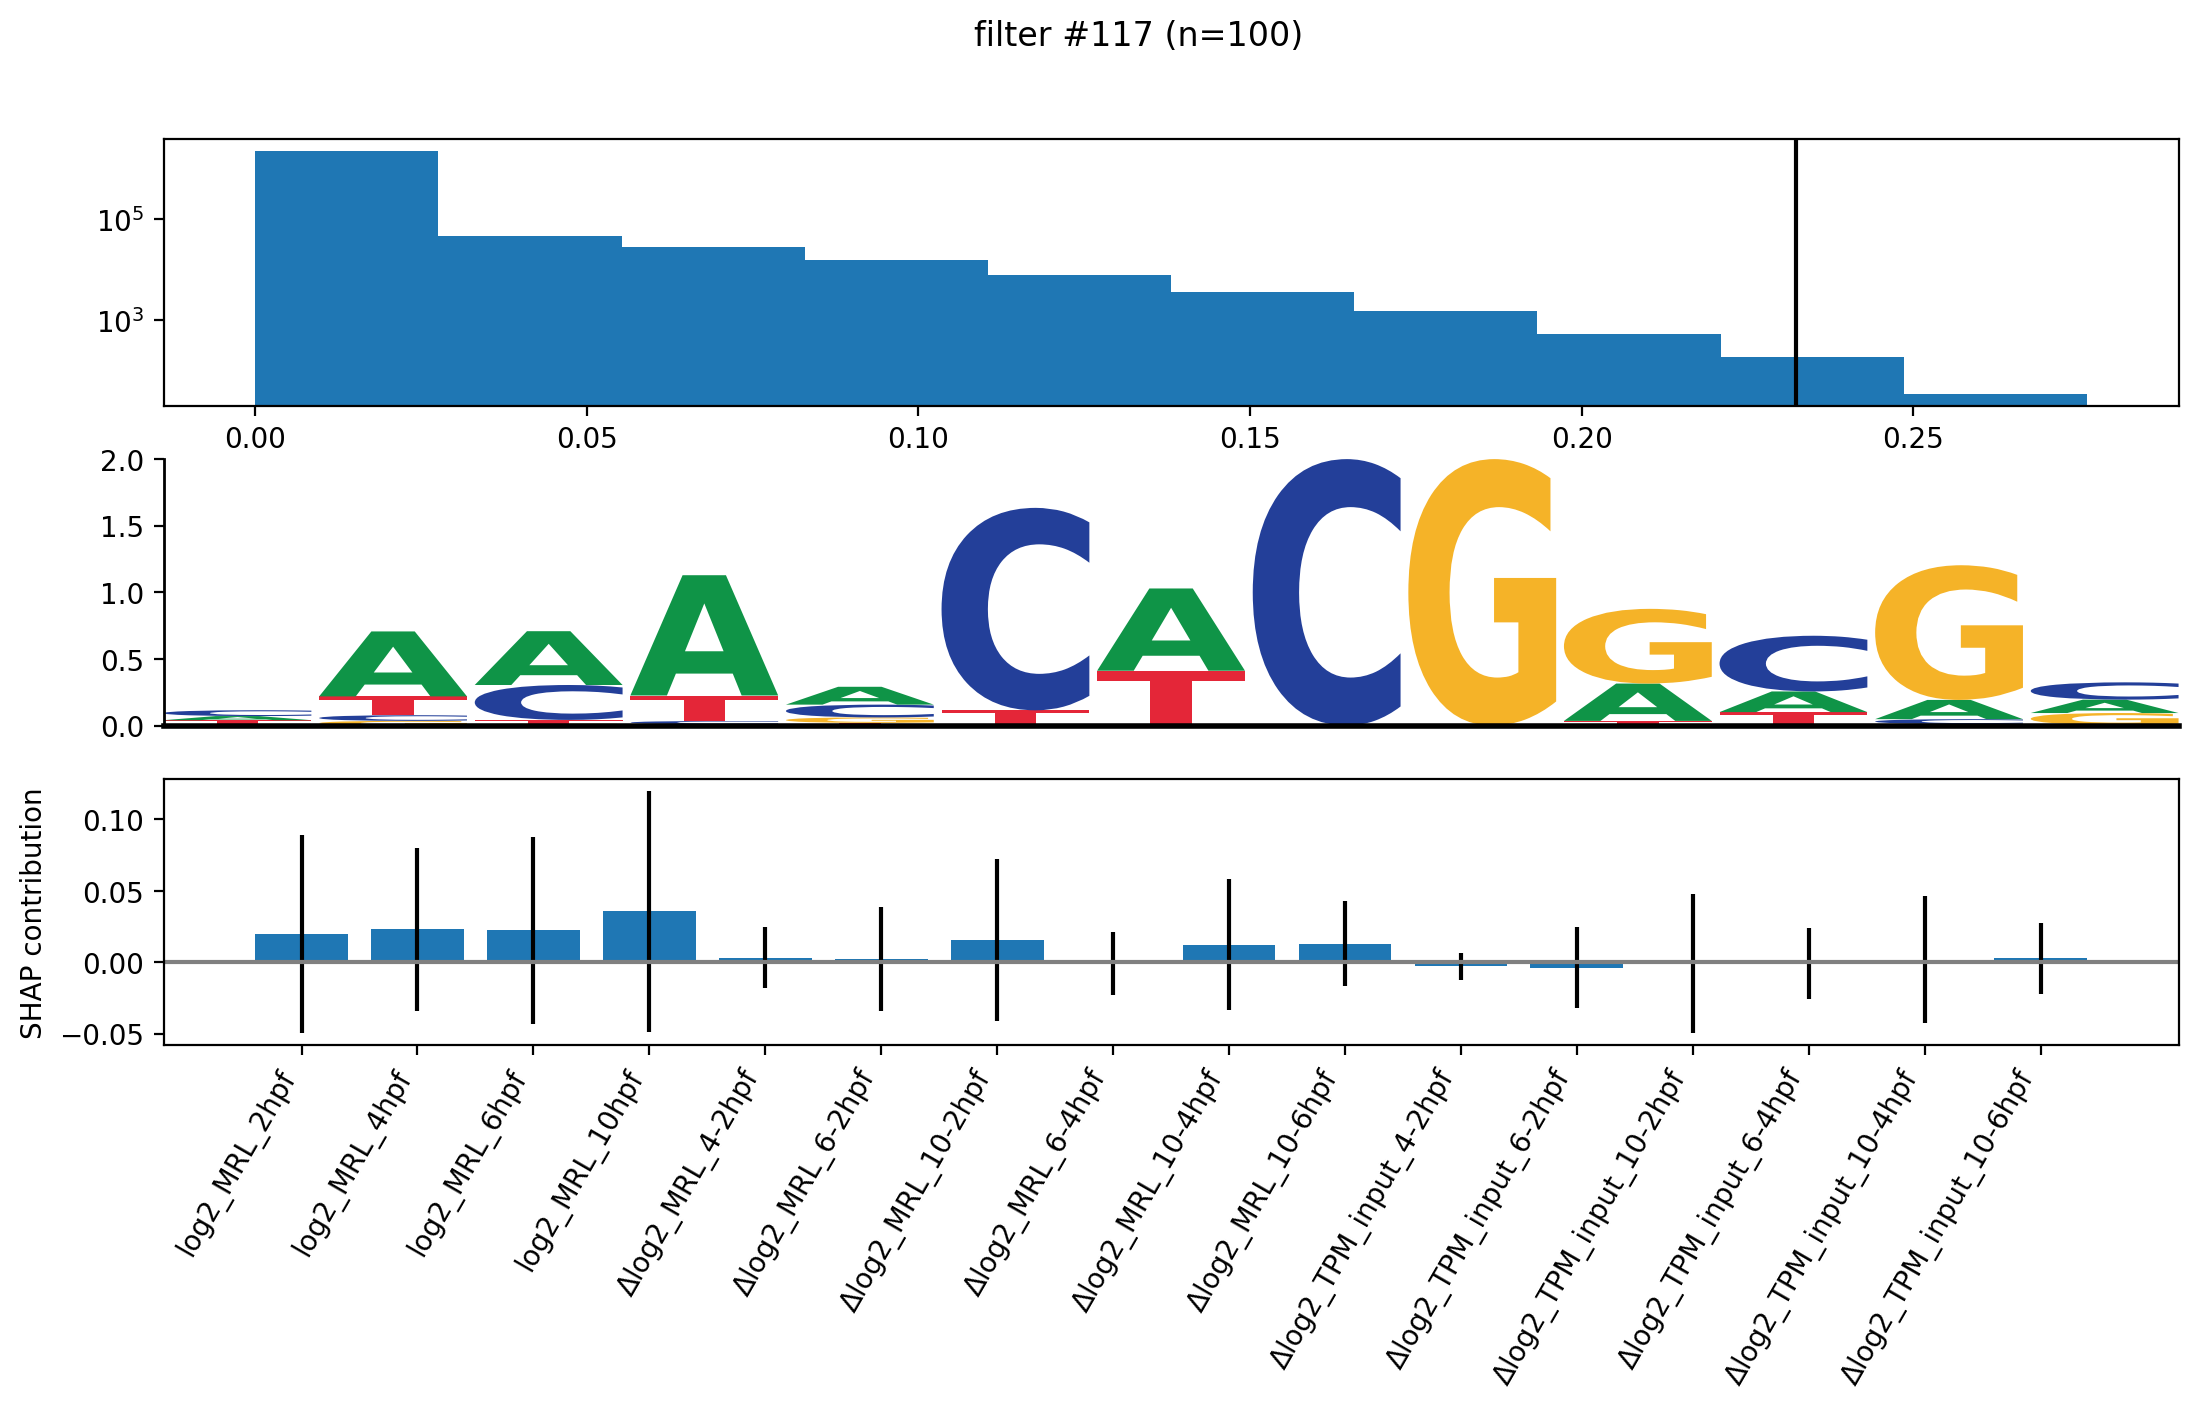 filter #117 (n=100)
10^5
10^3
0.00 0.05 0.10 0.15 0.20 0.25
2.0
1.5
1.0
0.5
0.0
SHAP contribution
0.10
0.05
0.00
−0.05
log2_MRL_2hpf
log2_MRL_4hpf
log2_MRL_6hpf
log2_MRL_10hpf
Δlog2_MRL_4-2hpf
Δlog2_MRL_6-2hpf
Δlog2_MRL_10-2hpf
Δlog2_MRL_6-4hpf
Δlog2_MRL_10-4hpf
Δlog2_MRL_10-6hpf
Δlog2_TPM_input_4-2hpf
Δlog2_TPM_input_6-2hpf
Δlog2_TPM_input_10-2hpf
Δlog2_TPM_input_6-4hpf
Δlog2_TPM_input_10-4hpf
Δlog2_TPM_input_10-6hpf